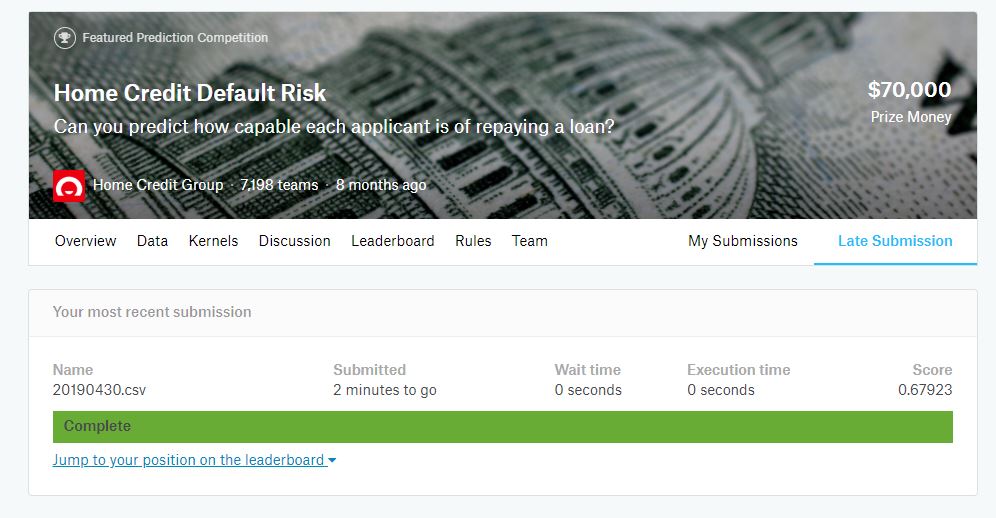 Featured Prediction Competition
Home Credit Default Risk
Can you predict how capable each applicant is of repaying a loan?
$70,000
Prize Money
Home Credit Group · 7,198 teams · 8 months ago
Overview Data Kernels Discussion Leaderboard Rules Team My Submissions Late Submission
Your most recent submission
Name Submitted Wait time Execution time Score
20190430.csv 2 minutes to go 0 seconds 0 seconds 0.67923
Complete
Jump to your position on the leaderboard